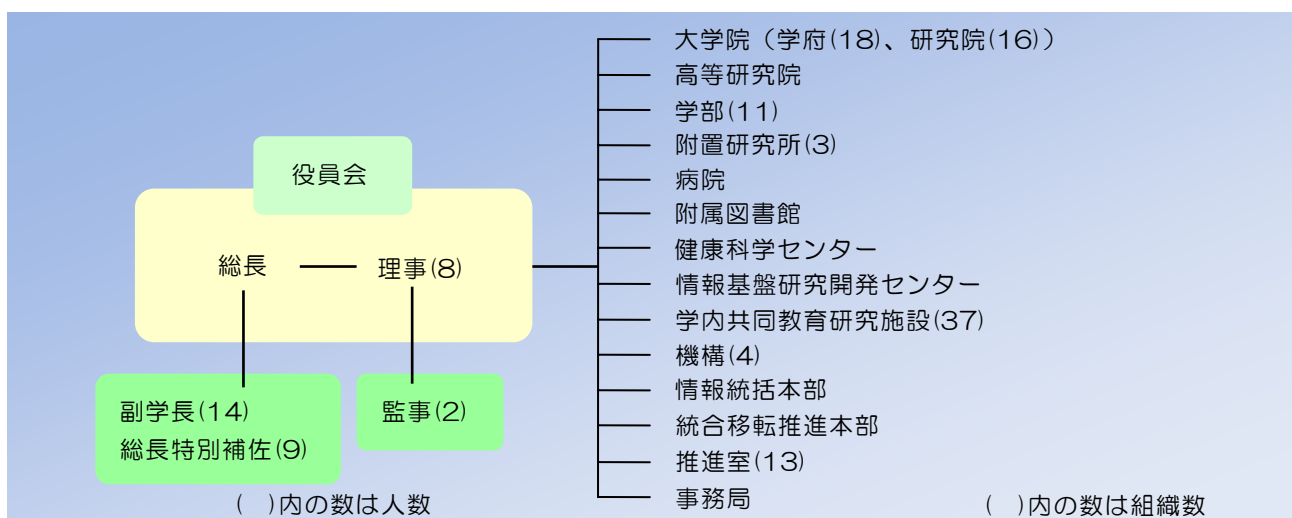 役員会
総長
理事(8)
副学長(14)
総長特別補佐(9)
監事(2)
( )内の数は人数
大学院（学府(18)、研究院(16)）
高等研究院
学部(11)
附置研究所(3)
病院
附属図書館
健康科学センター
情報基盤研究開発センター
学内共同教育研究施設(37)
機構(4)
情報統括本部
統合移転推進本部
推進室(13)
事務局
( )内の数は組織数